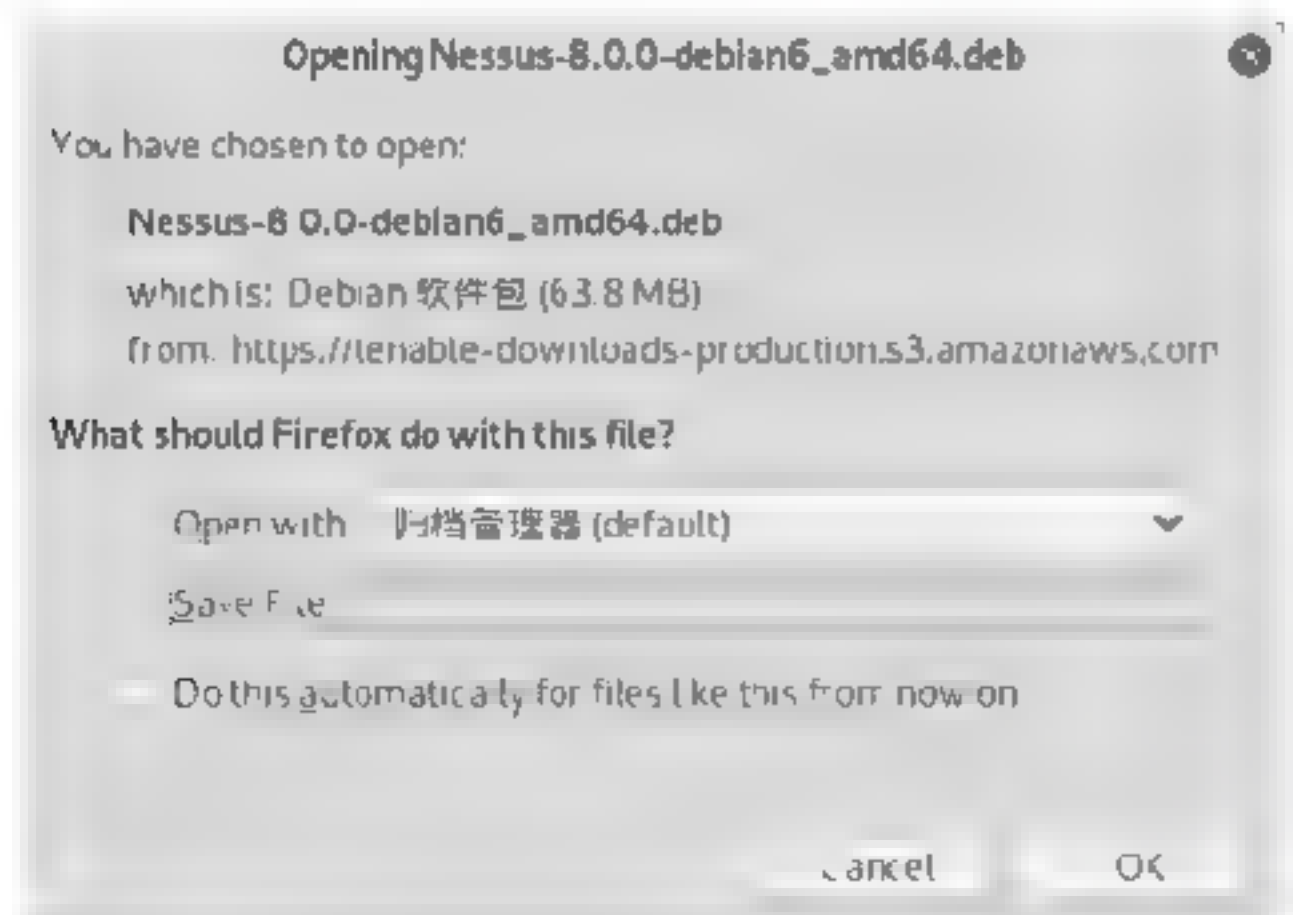 Opening Nessus-8.0.0-debian6_amd64.deb
You have chosen to open:
Nessus-8.0.0-debian6_amd64.deb
which is: Debian 软件包 (63.8 MB)
from: https://tenable-downloads-production.s3.amazonaws.com
What should Firefox do with this file?
Open with 归档管理器 (default)
Save File
Do this automatically for files like this from now on
Cancel OK